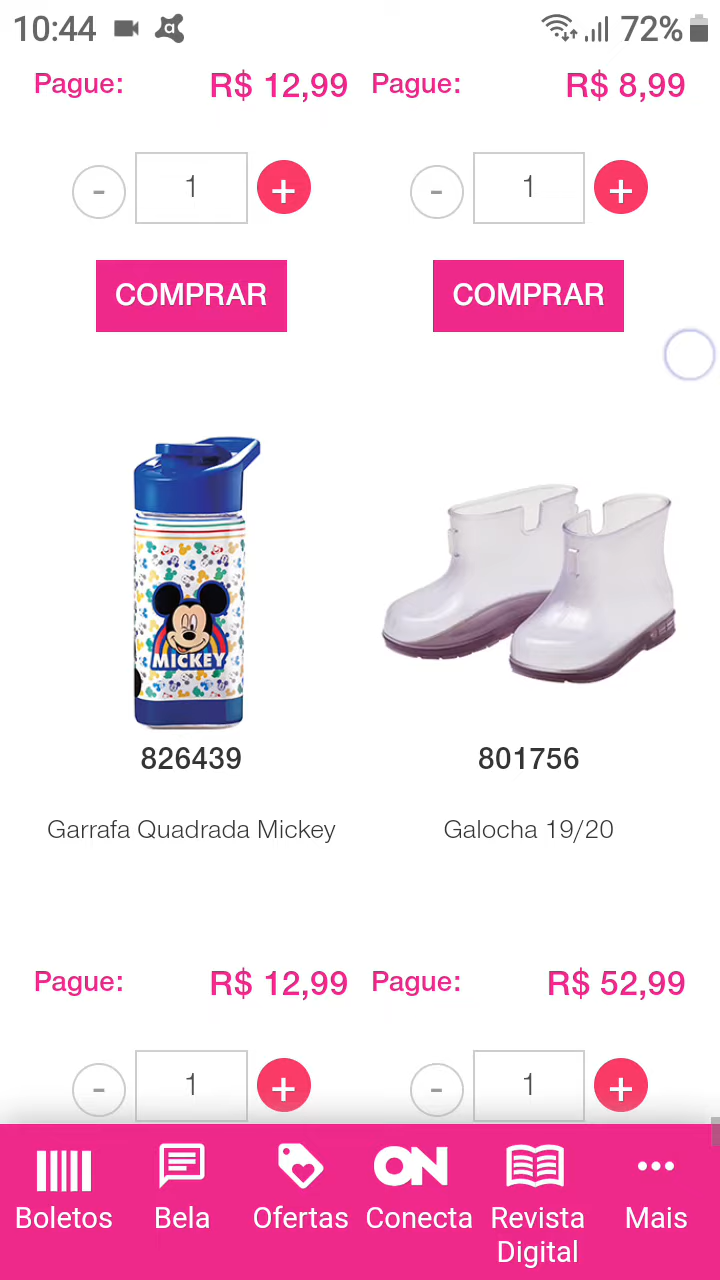 10:44 72%
Pague: R$ 12,99 Pague: R$ 8,99
- 1 + - 1 +
COMPRAR COMPRAR
MICKEY
826439 801756
Garrafa Quadrada Mickey Galocha 19/20
Pague: R$ 12,99 Pague: R$ 52,99
- 1 + - 1 +
Boletos Bela Ofertas ON Conecta Revista Digital Mais